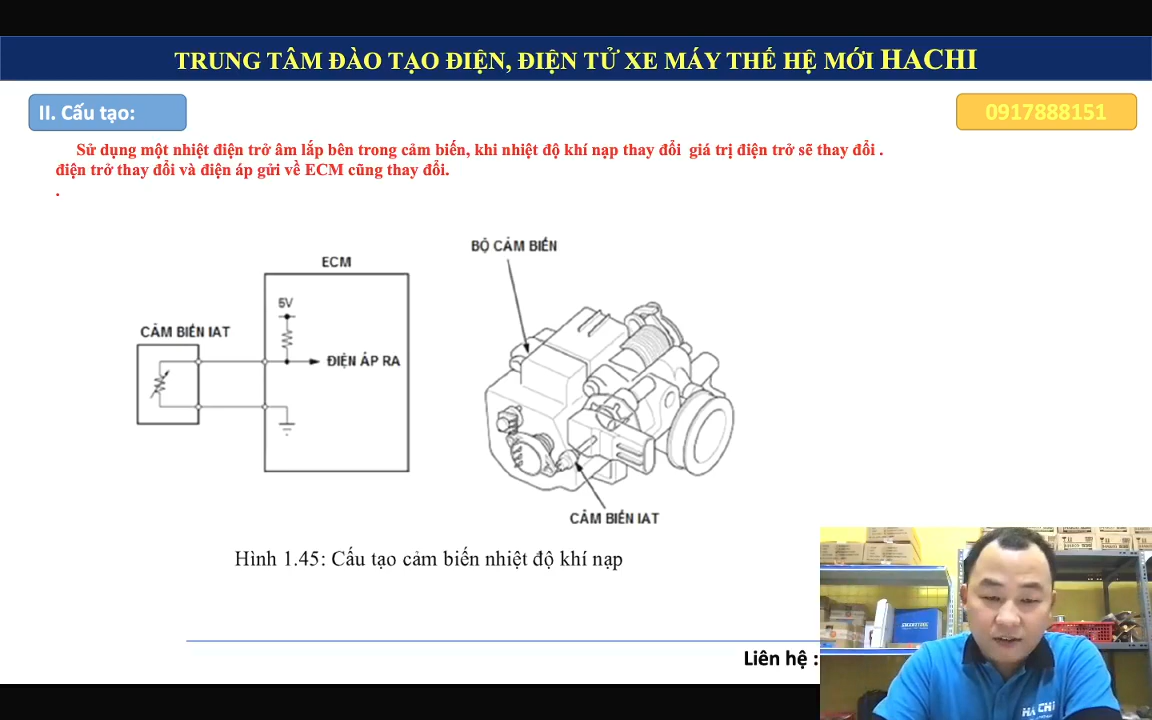 TRUNG TÂM ĐÀO TẠO ĐIỆN, ĐIỆN TỬ XE MÁY THẾ HỆ MỚI HACHI
II. Cấu tạo:
0917888151
Sử dụng một nhiệt điện trở âm lắp bên trong cảm biến, khi nhiệt độ khí nạp thay đổi giá trị điện trở sẽ thay đổi .
điện trở thay đổi và điện áp gửi về ECM cũng thay đổi.
.
BỘ CẢM BIẾN
ECM
5V
CẢM BIẾN IAT
ĐIỆN ÁP RA
CẢM BIẾN IAT
Hình 1.45: Cấu tạo cảm biến nhiệt độ khí nạp
Liên hệ :
HA CHI